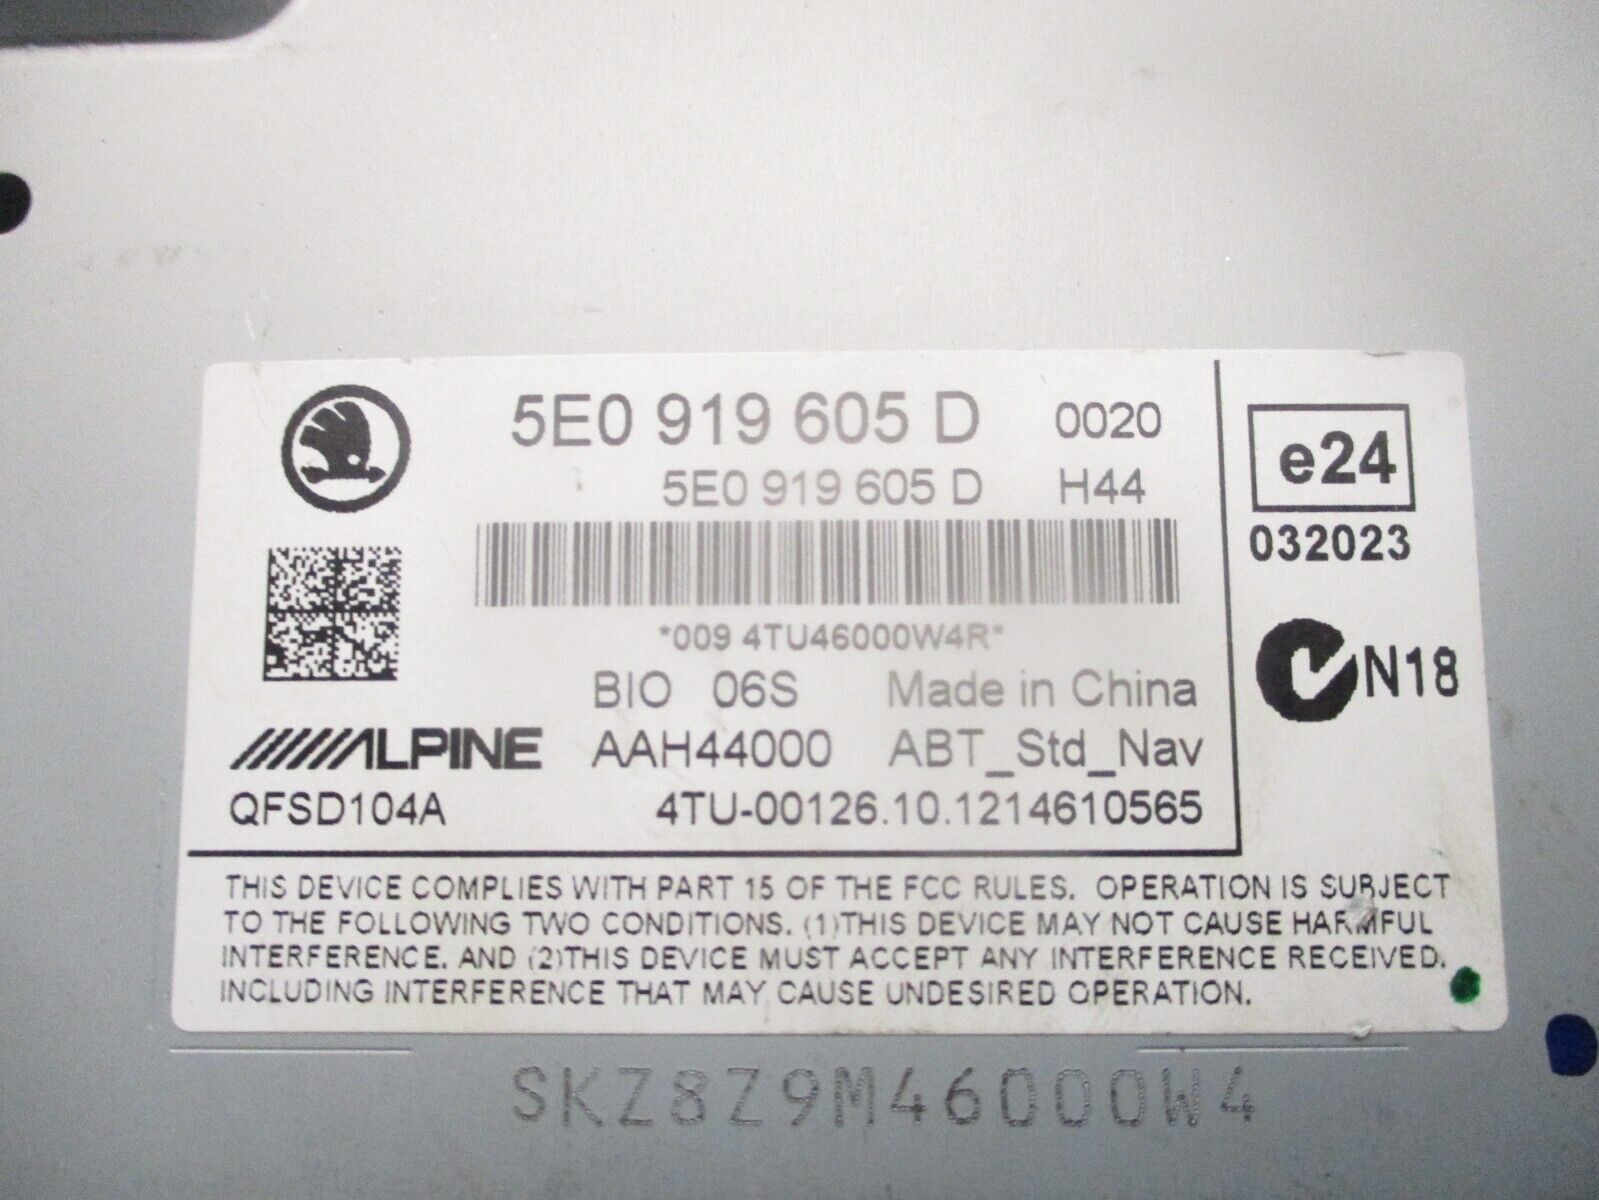 5E0 919 605 D 0020
5E0 919 605 D H44
*009 4TU46000W4R*
BIO 06S Made in China
ALPINE AAH44000 ABT_Std_Nav
QFSD104A 4TU-00126.10.1214610565
e24
032023
N18
THIS DEVICE COMPLIES WITH PART 15 OF THE FCC RULES. OPERATION IS SUBJECT
TO THE FOLLOWING TWO CONDITIONS. (1)THIS DEVICE MAY NOT CAUSE HARMFUL
INTERFERENCE. AND (2)THIS DEVICE MUST ACCEPT ANY INTERFERENCE RECEIVED.
INCLUDING INTERFERENCE THAT MAY CAUSE UNDESIRED OPERATION.
SKZ8Z9M46000W4